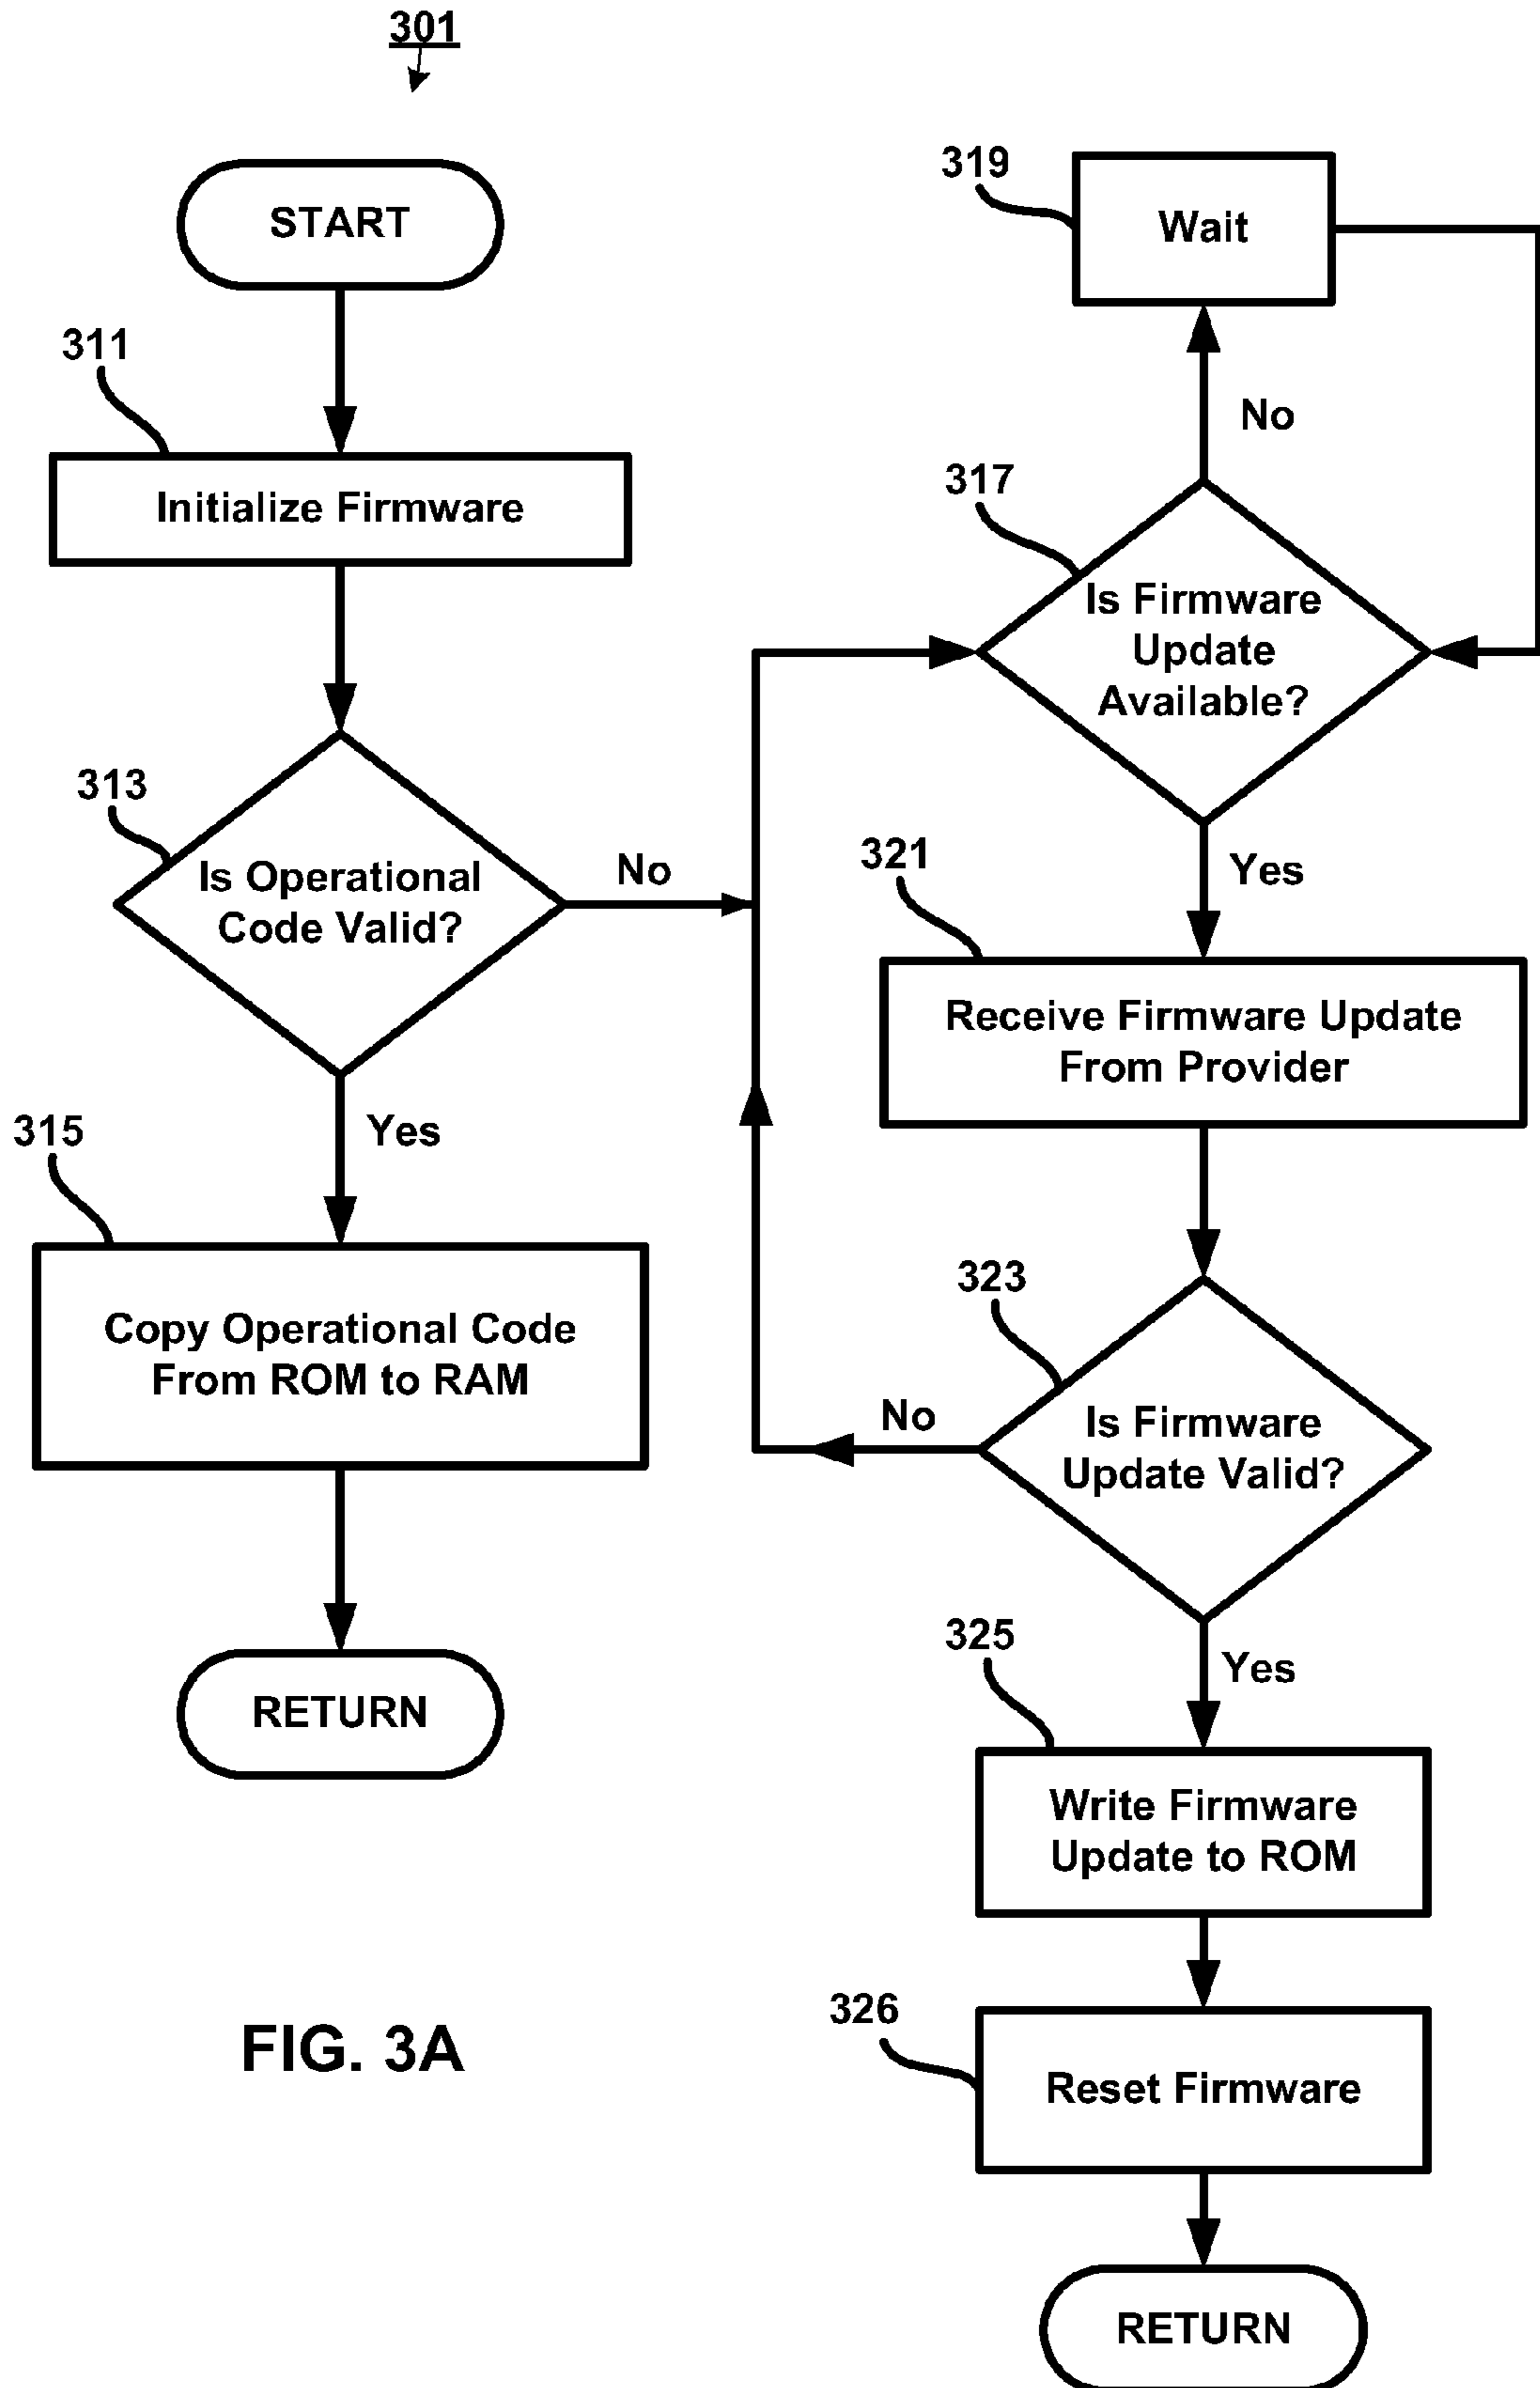 301
START
311
Initialize Firmware
313
Is Operational
Code Valid?
No
Yes
315
Copy Operational Code
From ROM to RAM
RETURN
319
Wait
No
317
Is Firmware
Update
Available?
Yes
321
Receive Firmware Update
From Provider
323
Is Firmware
Update Valid?
No
Yes
325
Write Firmware
Update to ROM
326
Reset Firmware
RETURN
FIG. 3A